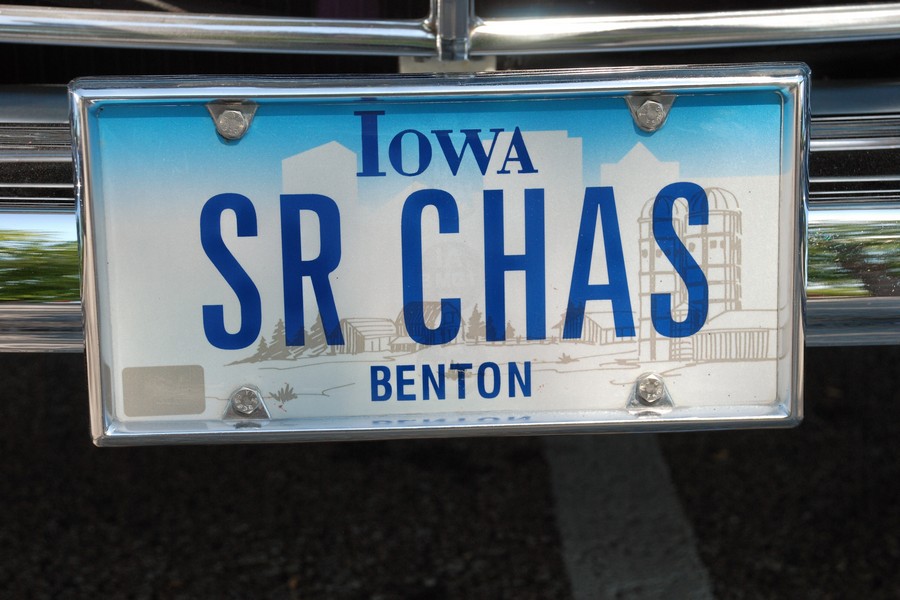 Iowa
SR CHAS
BENTON